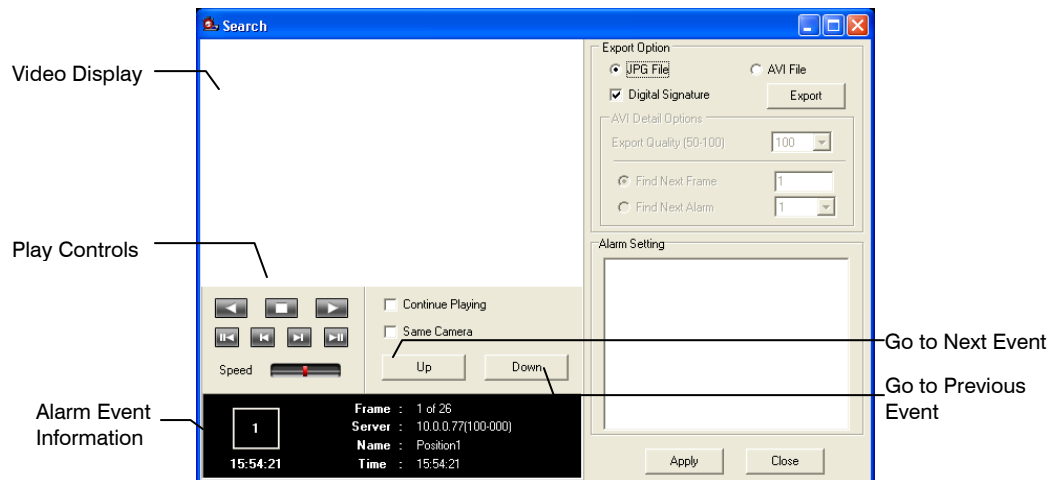 Search
Video Display
Play Controls
Alarm Event
Information
Export Option
JPG File
AVI File
Digital Signature
Export
AVI Detail Options
Export Quality (50-100)
100
Find Next Frame
1
Find Next Alarm
1
Alarm Setting
Continue Playing
Same Camera
Up
Down
Speed
Go to Next Event
Go to Previous
Event
1
15:54:21
Frame : 1 of 26
Server : 10.0.0.77(100-000)
Name : Position1
Time : 15:54:21
Apply
Close